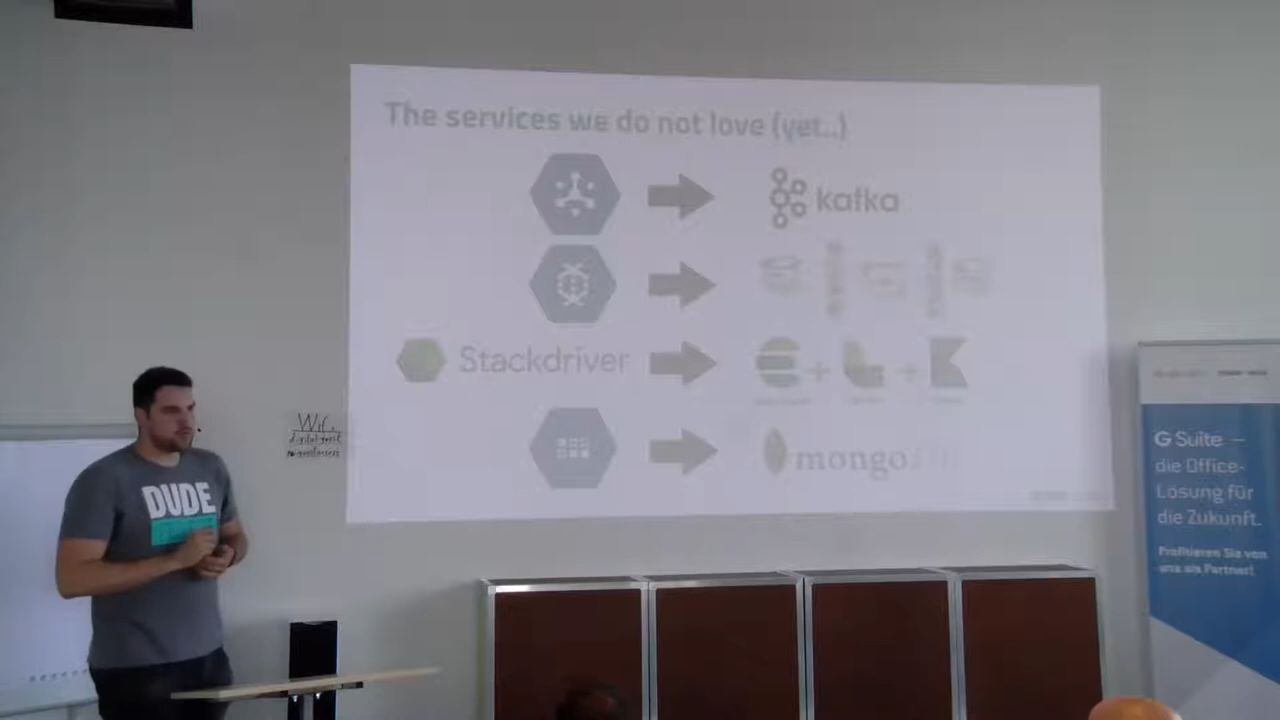 The services we do not love (yet..)
kafka
Stackdriver
+ +
mongo
DUDE
Wifi
G Suite –
die Office-
Lösung für
die Zukunft.
Profitieren Sie von
uns als Partner!